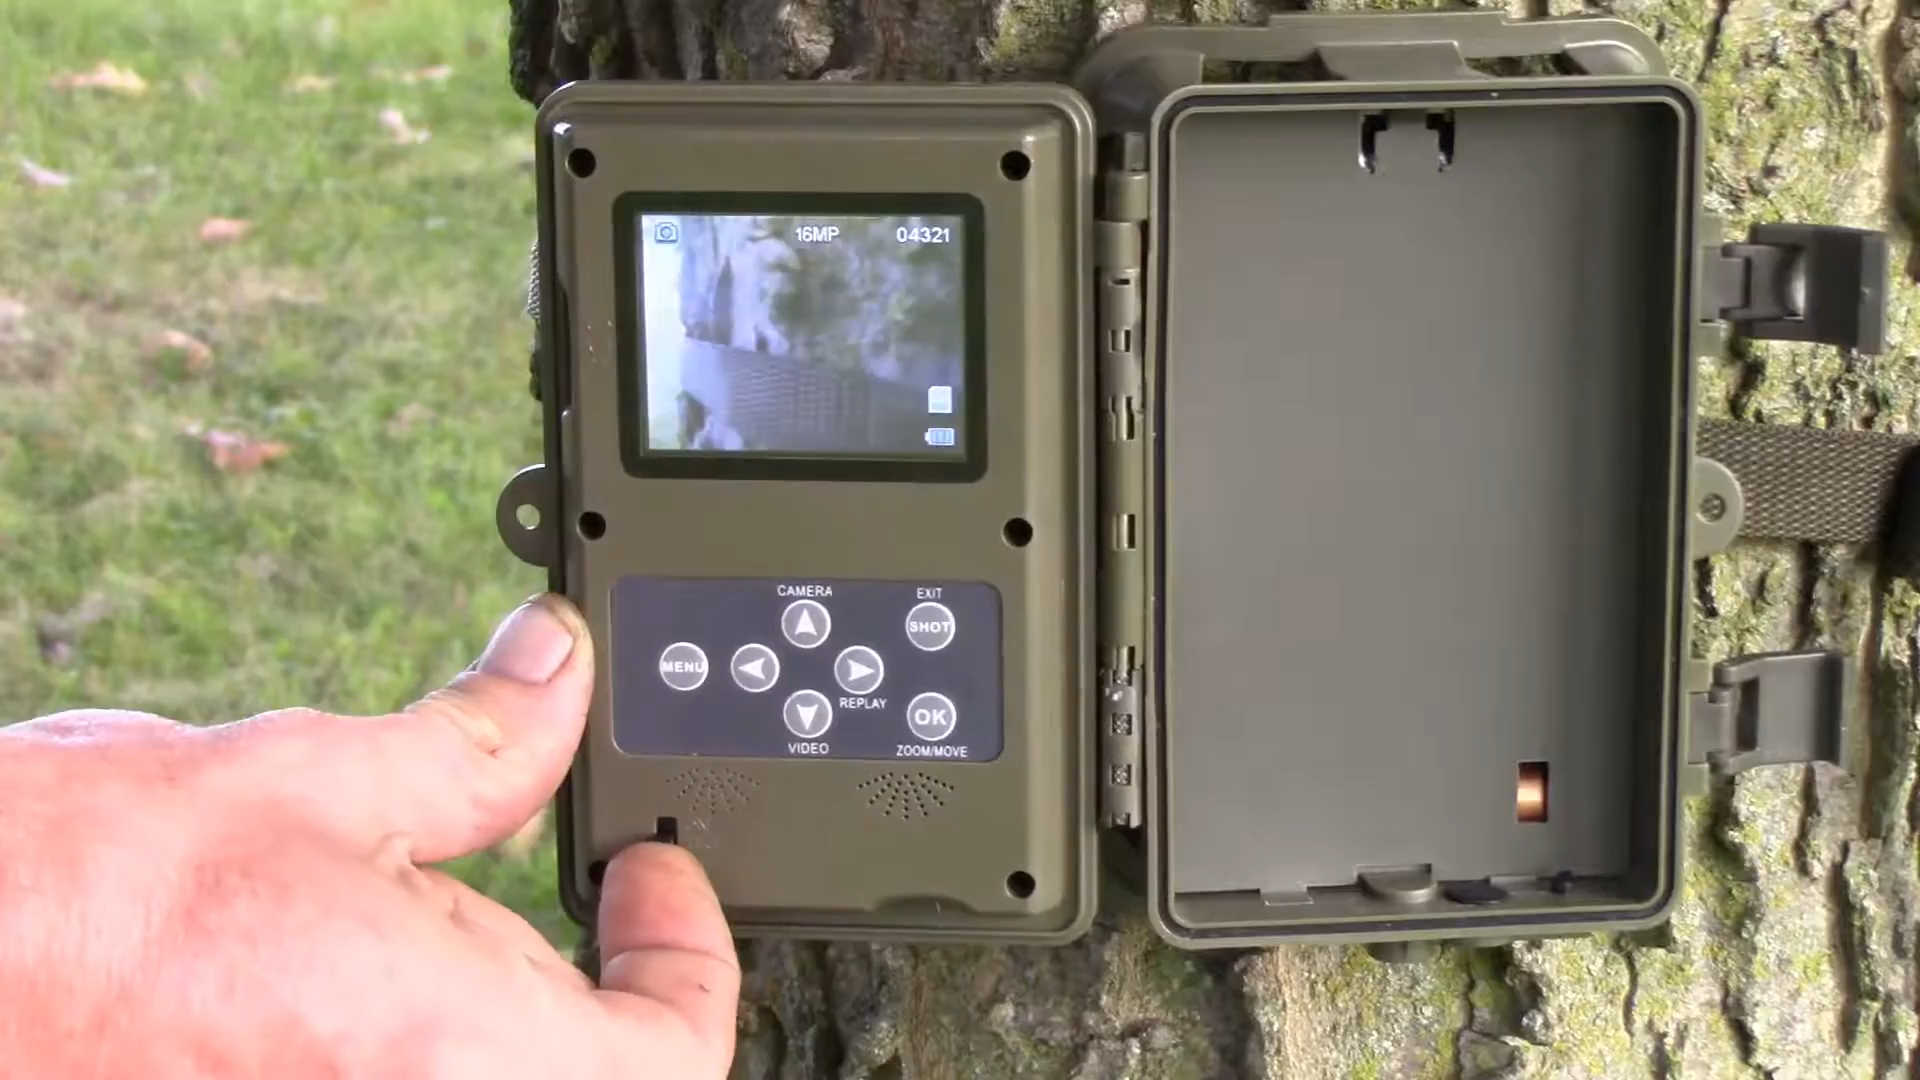 16MP 04321
CAMERA
EXIT
SHOT
MENU
REPLAY
OK
VIDEO
ZOOM/MOVE